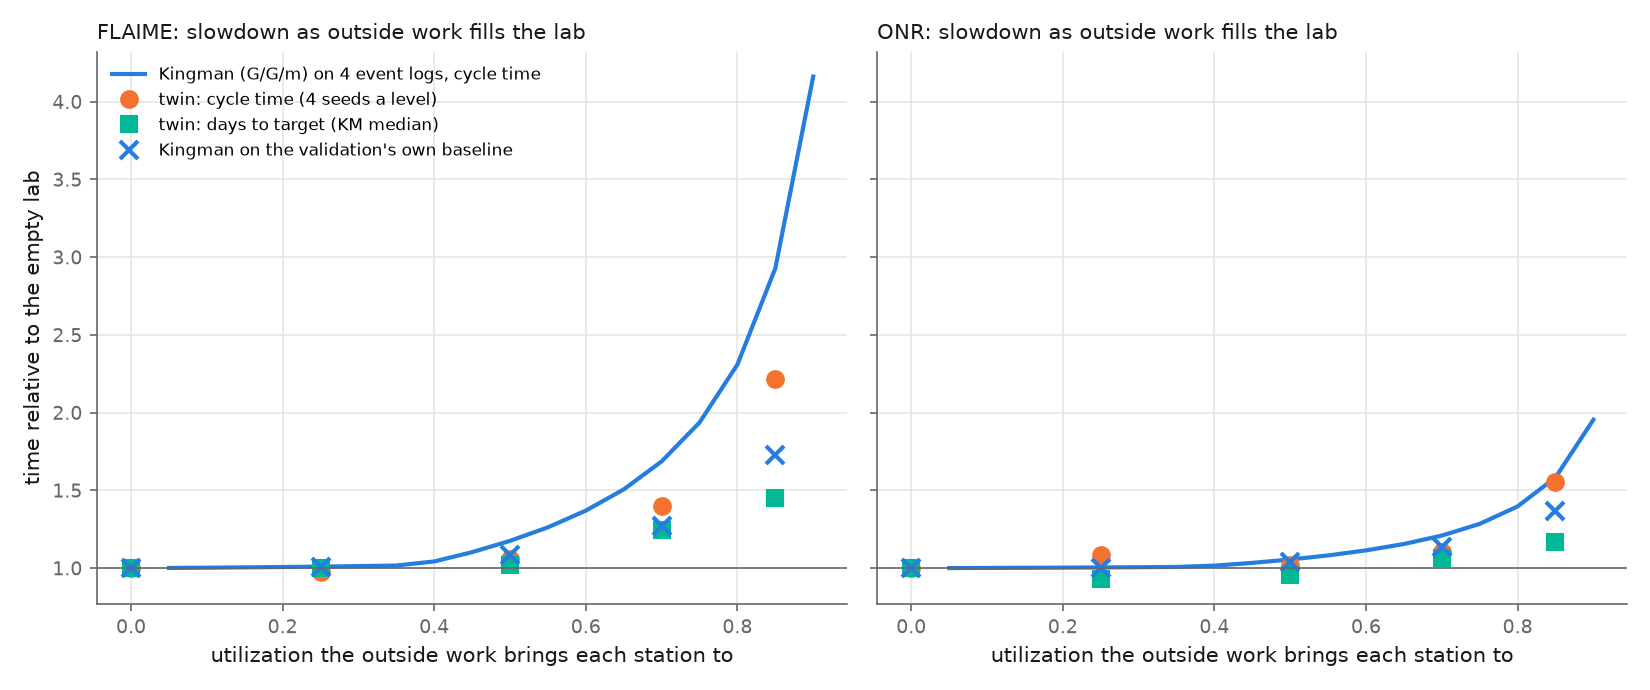 FLAIME: slowdown as outside work fills the lab
ONR: slowdown as outside work fills the lab
Kingman (G/G/m) on 4 event logs, cycle time
twin: cycle time (4 seeds a level)
twin: days to target (KM median)
Kingman on the validation's own baseline
time relative to the empty lab
4.0
3.5
3.0
2.5
2.0
1.5
1.0
0.0 0.2 0.4 0.6 0.8
0.0 0.2 0.4 0.6 0.8
utilization the outside work brings each station to
utilization the outside work brings each station to